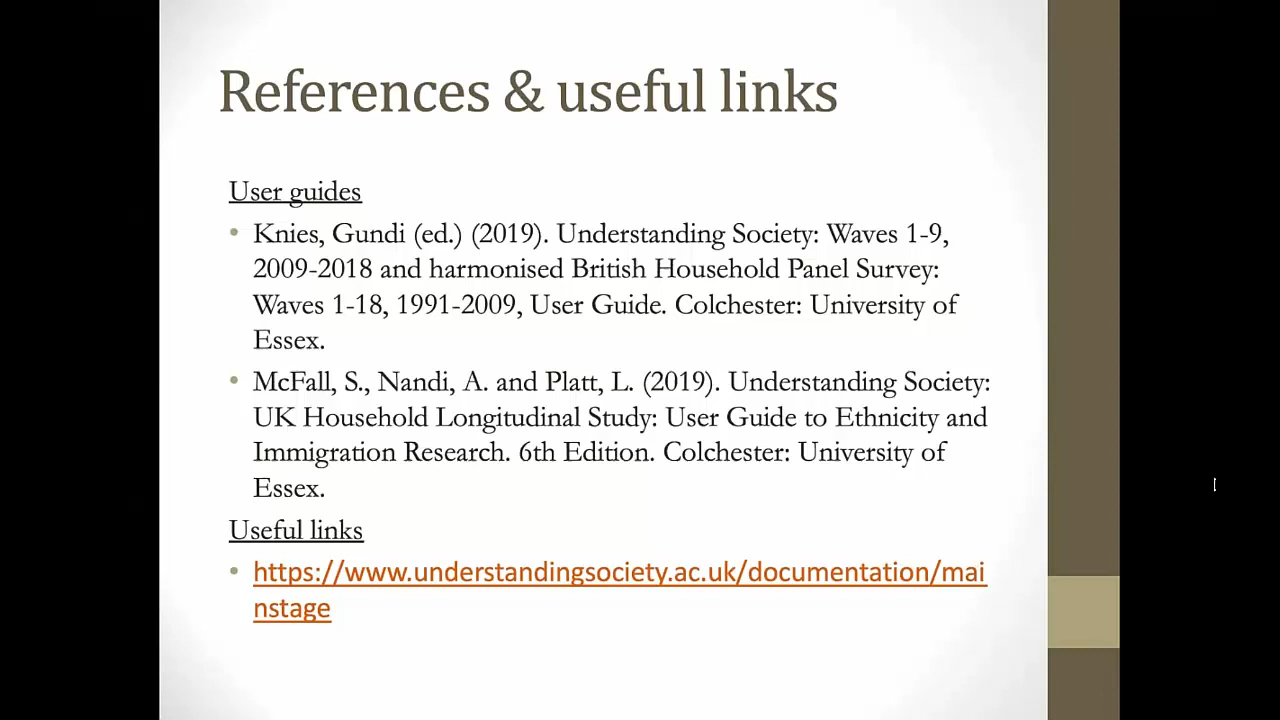 References & useful links
User guides
• Knies, Gundi (ed.) (2019). Understanding Society: Waves 1-9,
2009-2018 and harmonised British Household Panel Survey:
Waves 1-18, 1991-2009, User Guide. Colchester: University of
Essex.
• McFall, S., Nandi, A. and Platt, L. (2019). Understanding Society:
UK Household Longitudinal Study: User Guide to Ethnicity and
Immigration Research. 6th Edition. Colchester: University of
Essex.
Useful links
• https://www.understandingsociety.ac.uk/documentation/mai
nstage